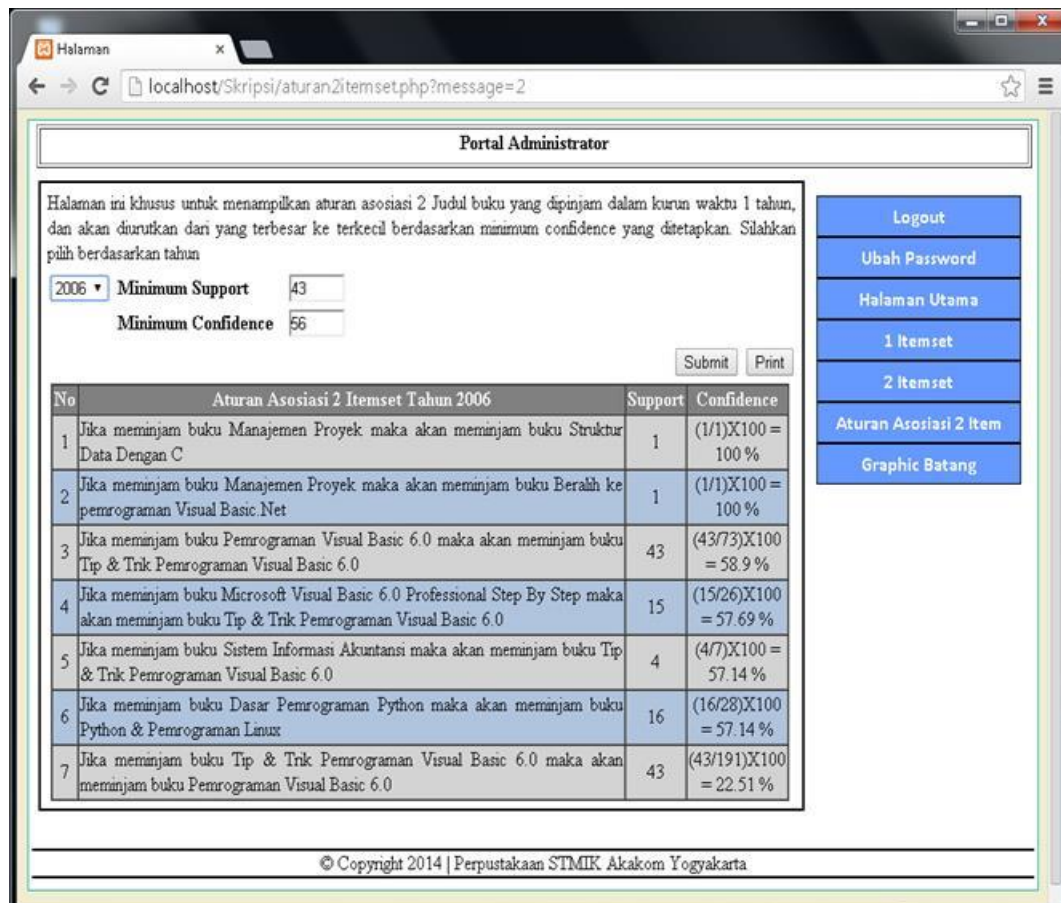 Halaman
localhost/Skripsi/aturan2itemset.php?message=2
Portal Administrator
Halaman ini khusus untuk menampilkan aturan asosiasi 2 Judul buku yang dipinjam dalam kurun waktu 1 tahun,
dan akan diurutkan dari yang terbesar ke terkecil berdasarkan minimum confidence yang ditetapkan. Silahkan
pilih berdasarkan tahun
2006 Minimum Support 43
Minimum Confidence 56
Submit Print
No Aturan Asosiasi 2 Itemset Tahun 2006 Support Confidence
1 Jika meminjam buku Manajemen Proyek maka akan meminjam buku Struktur 1 (1/1)X100 =
Data Dengan C 100 %
2 Jika meminjam buku Manajemen Proyek maka akan meminjam buku Beralih ke 1 (1/1)X100 =
pemrograman Visual Basic.Net 100 %
3 Jika meminjam buku Pemrograman Visual Basic 6.0 maka akan meminjam buku 43 (43/73)X100
Tip & Trik Pemrograman Visual Basic 6.0 = 58.9 %
4 Jika meminjam buku Microsoft Visual Basic 6.0 Professional Step By Step maka 15 (15/26)X100
akan meminjam buku Tip & Trik Pemrograman Visual Basic 6.0 = 57.69 %
5 Jika meminjam buku Sistem Informasi Akuntansi maka akan meminjam buku Tip 4 (4/7)X100 =
& Trik Pemrograman Visual Basic 6.0 57.14 %
6 Jika meminjam buku Dasar Pemrograman Python maka akan meminjam buku 16 (16/28)X100
Python & Pemrograman Linux = 57.14 %
7 Jika meminjam buku Tip & Trik Pemrograman Visual Basic 6.0 maka akan 43 (43/191)X100
meminjam buku Pemrograman Visual Basic 6.0 = 22.51 %
Logout
Ubah Password
Halaman Utama
1 Itemset
2 Itemset
Aturan Asosiasi 2 Item
Graphic Batang
© Copyright 2014 | Perpustakaan STMIK Akakom Yogyakarta